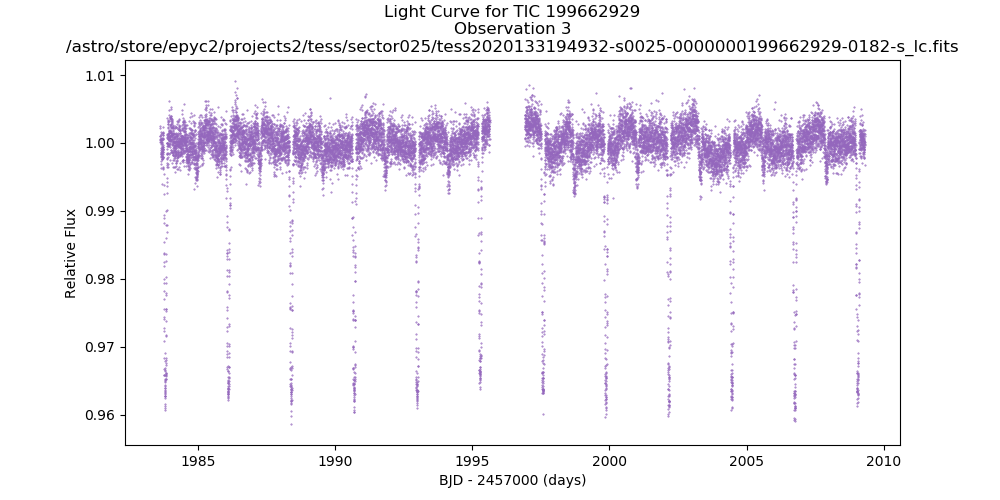 Light Curve for TIC 199662929
Observation 3
/astro/store/epyc2/projects2/tess/sector025/tess2020133194932-s0025-0000000199662929-0182-s_lc.fits
1.01
1.00
0.99
0.98
0.97
0.96
Relative Flux
1985
1990
1995
2000
2005
2010
BJD - 2457000 (days)